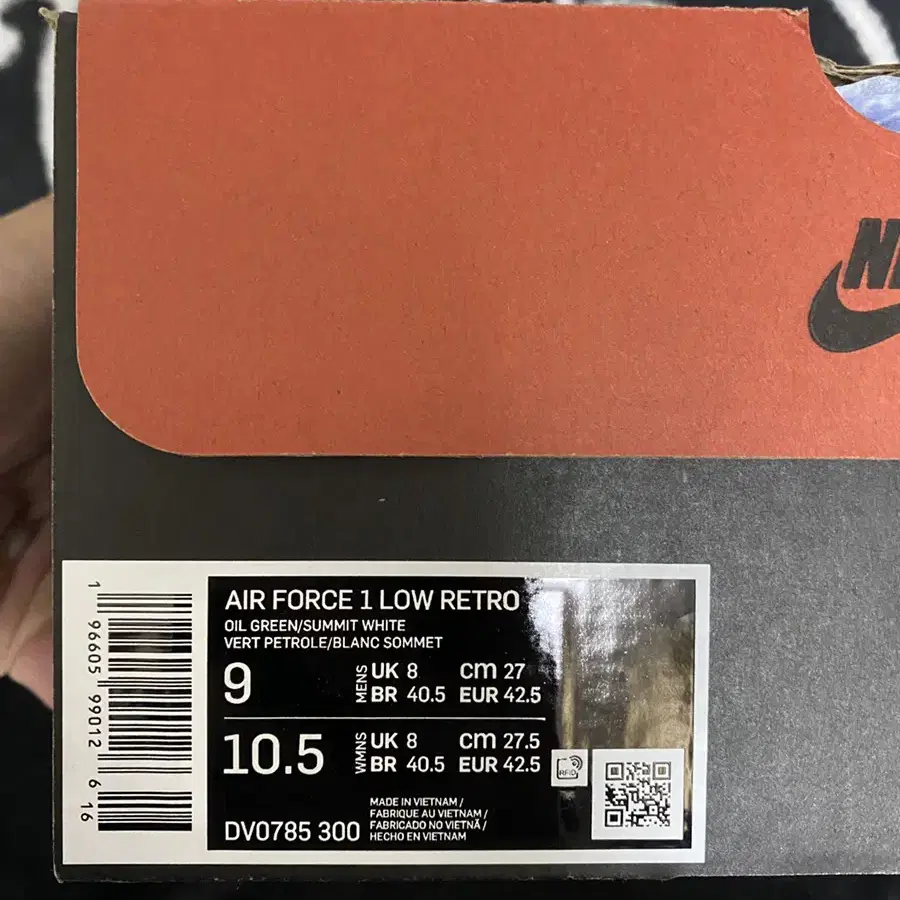 AIR FORCE 1 LOW RETRO
OIL GREEN/SUMMIT WHITE
VERT PETROLE/BLANC SOMMET
9 MENS UK 8 CM 27
BR 40.5 EUR 42.5
10.5 WMNS UK 8 CM 27.5
BR 40.5 EUR 42.5
RFID
DV0785 300
MADE IN VIETNAM /
FABRIQUE AU VIETNAM /
FABRICADO NO VIETNÃ /
HECHO EN VIETNAM
1 96605 99012 6 16